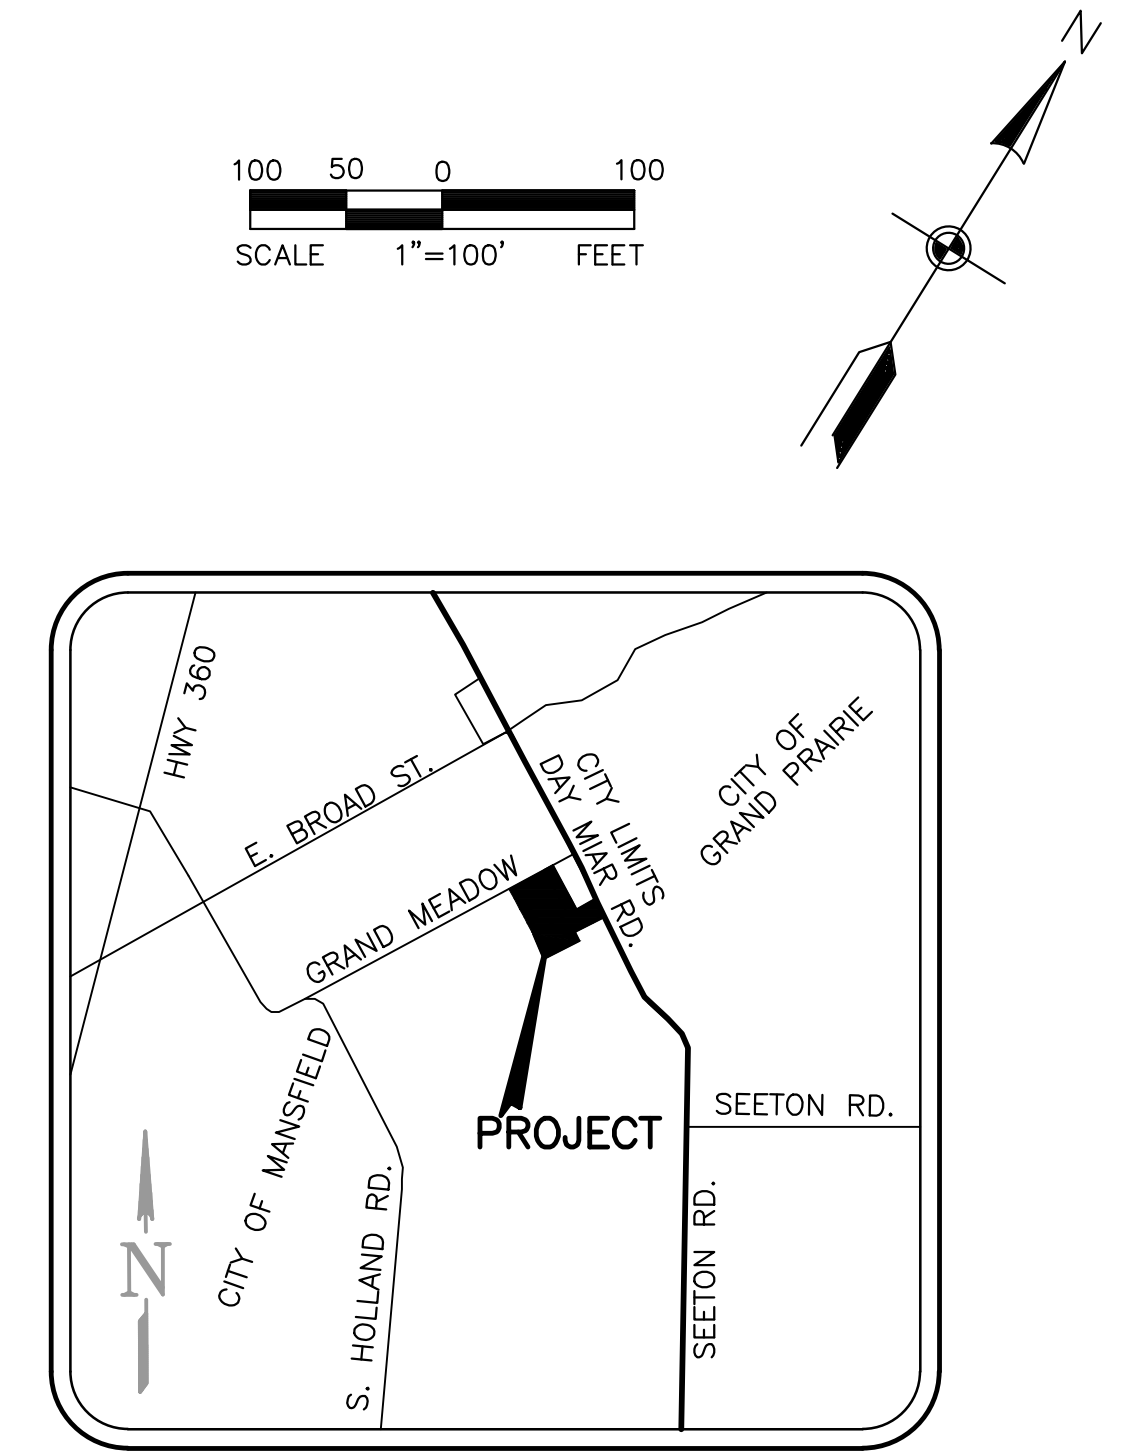 N
100 50 0 100
SCALE 1"=100' FEET
HWY 360
E. BROAD ST.
CITY LIMITS
DAY MIAR RD.
CITY OF
GRAND PRAIRIE
GRAND MEADOW
CITY OF MANSFIELD
PROJECT
SEETON RD.
SEETON RD.
S. HOLLAND RD.
N